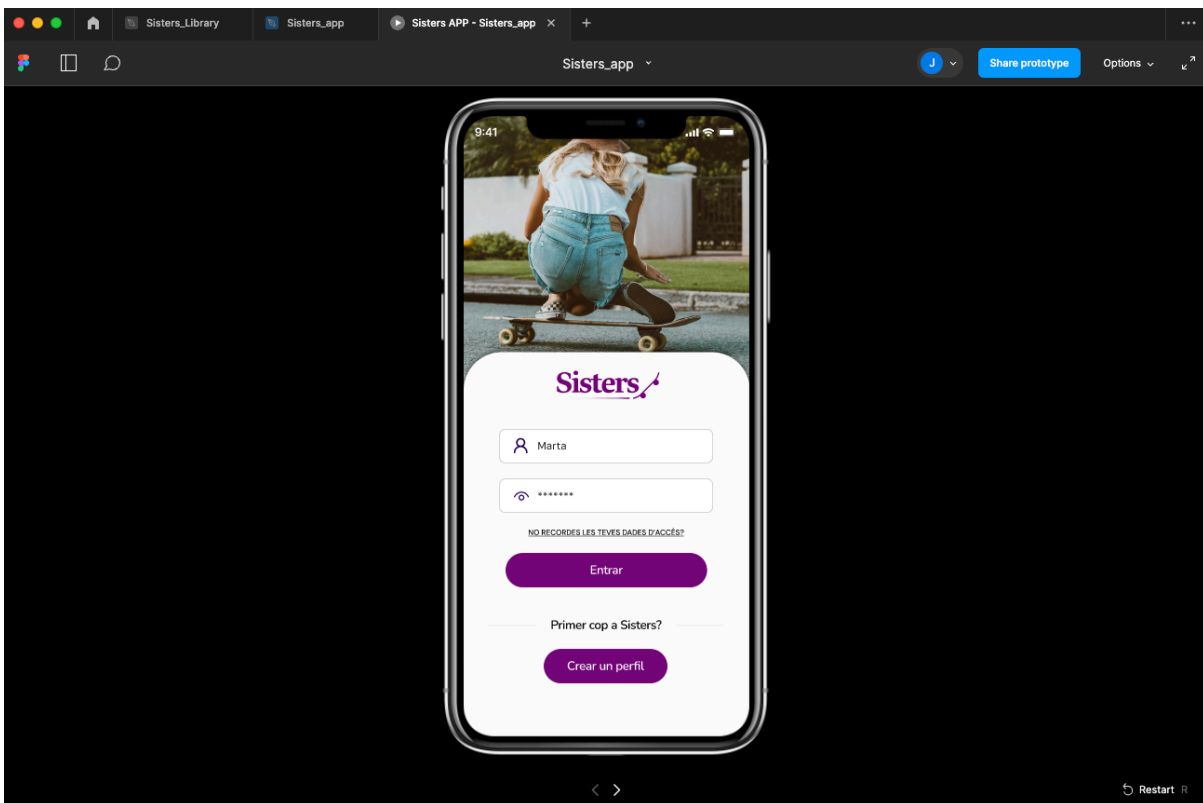 Sisters_Library
Sisters_app
Sisters APP - Sisters_app
Sisters_app
J
Share prototype
Options
9:41
Sisters
Marta
*******
NO RECORDES LES TEVES DADES D'ACCÉS?
Entrar
Primer cop a Sisters?
Crear un perfil
Restart R